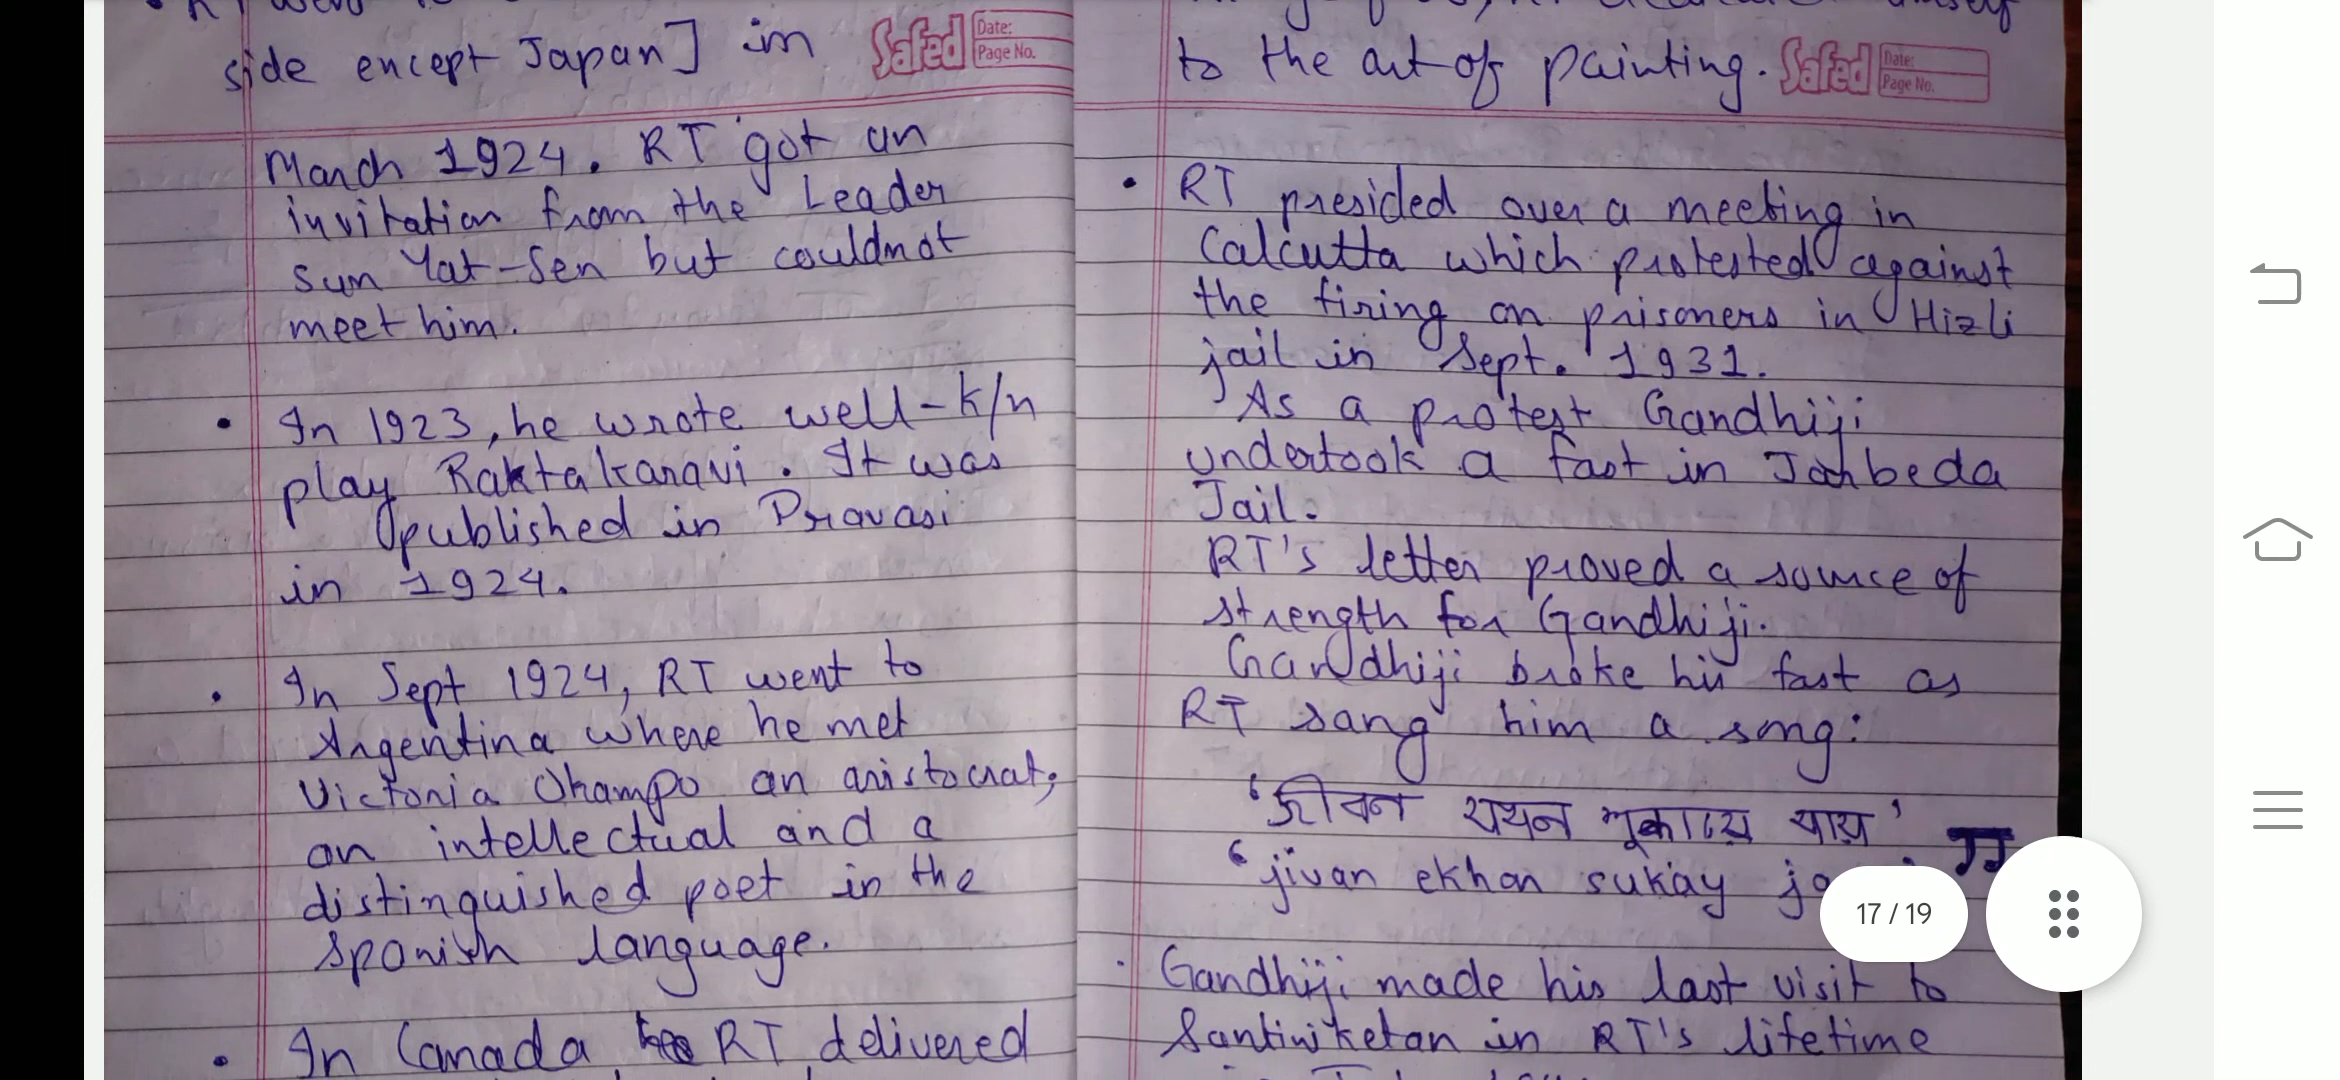 side except Japan] in
Safed
Date:
Page No.
March 1924. RT got an
invitation from the Leader
Sun Yat-Sen but couldnot
meet him.
• In 1923, he wrote well-k/n
play Raktakaravi. It was
published in Pravasi
in 1924.
• In Sept 1924, RT went to
Argentina where he met
Victoria Okampo an aristocrat,
an intellectual and a
distinguished poet in the
Spanish language.
• In Canada RT delivered
to the art of painting.
Safed
Date:
Page No.
• RT presided over a meeting in
Calcutta which protested against
the firing on prisoners in Hizli
jail in Sept. 1931.
As a protest Gandhiji
undertook a fast in Jarbeda
Jail.
RT's letter proved a source of
strength for Gandhiji.
Gandhiji broke his fast as
RT sang him a song:
'जीवन याय'
'jivan ekhan sukay
17 / 19
• Gandhiji made his last visit to
Santiniketan in RT's lifetime